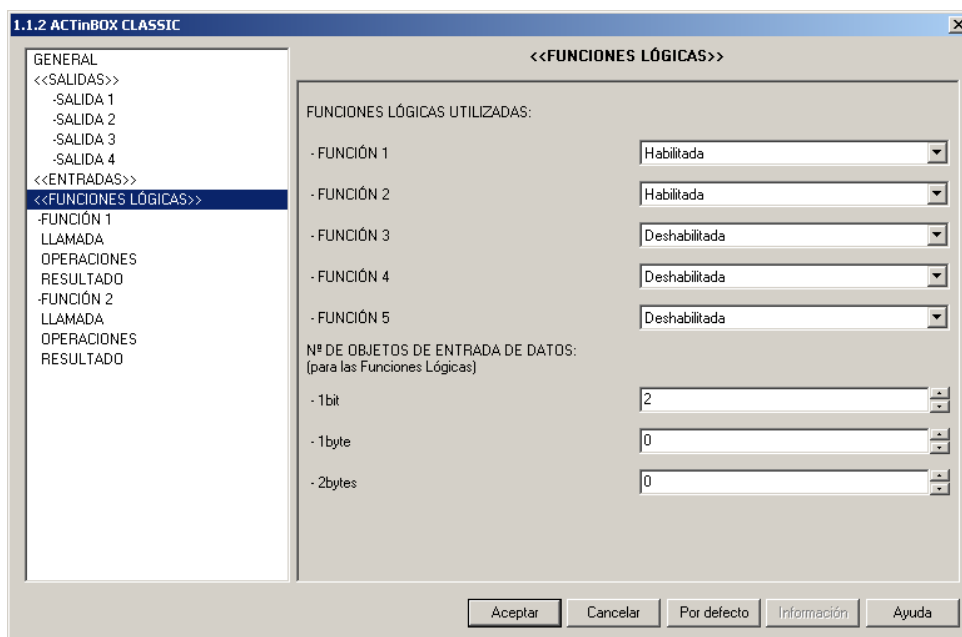 1.1.2 ACTinBOX CLASSIC
GENERAL
<<SALIDAS>>
-SALIDA 1
-SALIDA 2
-SALIDA 3
-SALIDA 4
<<ENTRADAS>>
<<FUNCIONES LÓGICAS>>
-FUNCIÓN 1
LLAMADA
OPERACIONES
RESULTADO
-FUNCIÓN 2
LLAMADA
OPERACIONES
RESULTADO
<<FUNCIONES LÓGICAS>>
FUNCIONES LÓGICAS UTILIZADAS:
- FUNCIÓN 1 Habilitada
- FUNCIÓN 2 Habilitada
- FUNCIÓN 3 Deshabilitada
- FUNCIÓN 4 Deshabilitada
- FUNCIÓN 5 Deshabilitada
Nº DE OBJETOS DE ENTRADA DE DATOS:
(para las Funciones Lógicas)
- 1bit 2
- 1byte 0
- 2bytes 0
Aceptar Cancelar Por defecto Información Ayuda